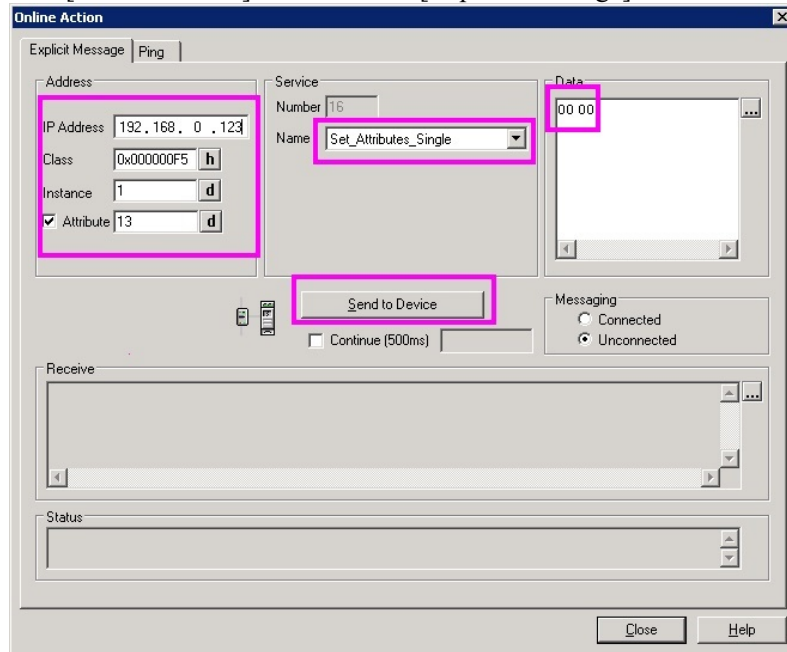 Online Action
Explicit Message
Ping
Address
IP Address 192.168. 0 .123
Class 0x000000F5 h
Instance 1 d
Attribute 13 d
Service
Number 16
Name Set_Attributes_Single
Data
00 00
...
Send to Device
Continue (500ms)
Messaging
Connected
Unconnected
Receive
...
Status
Close
Help